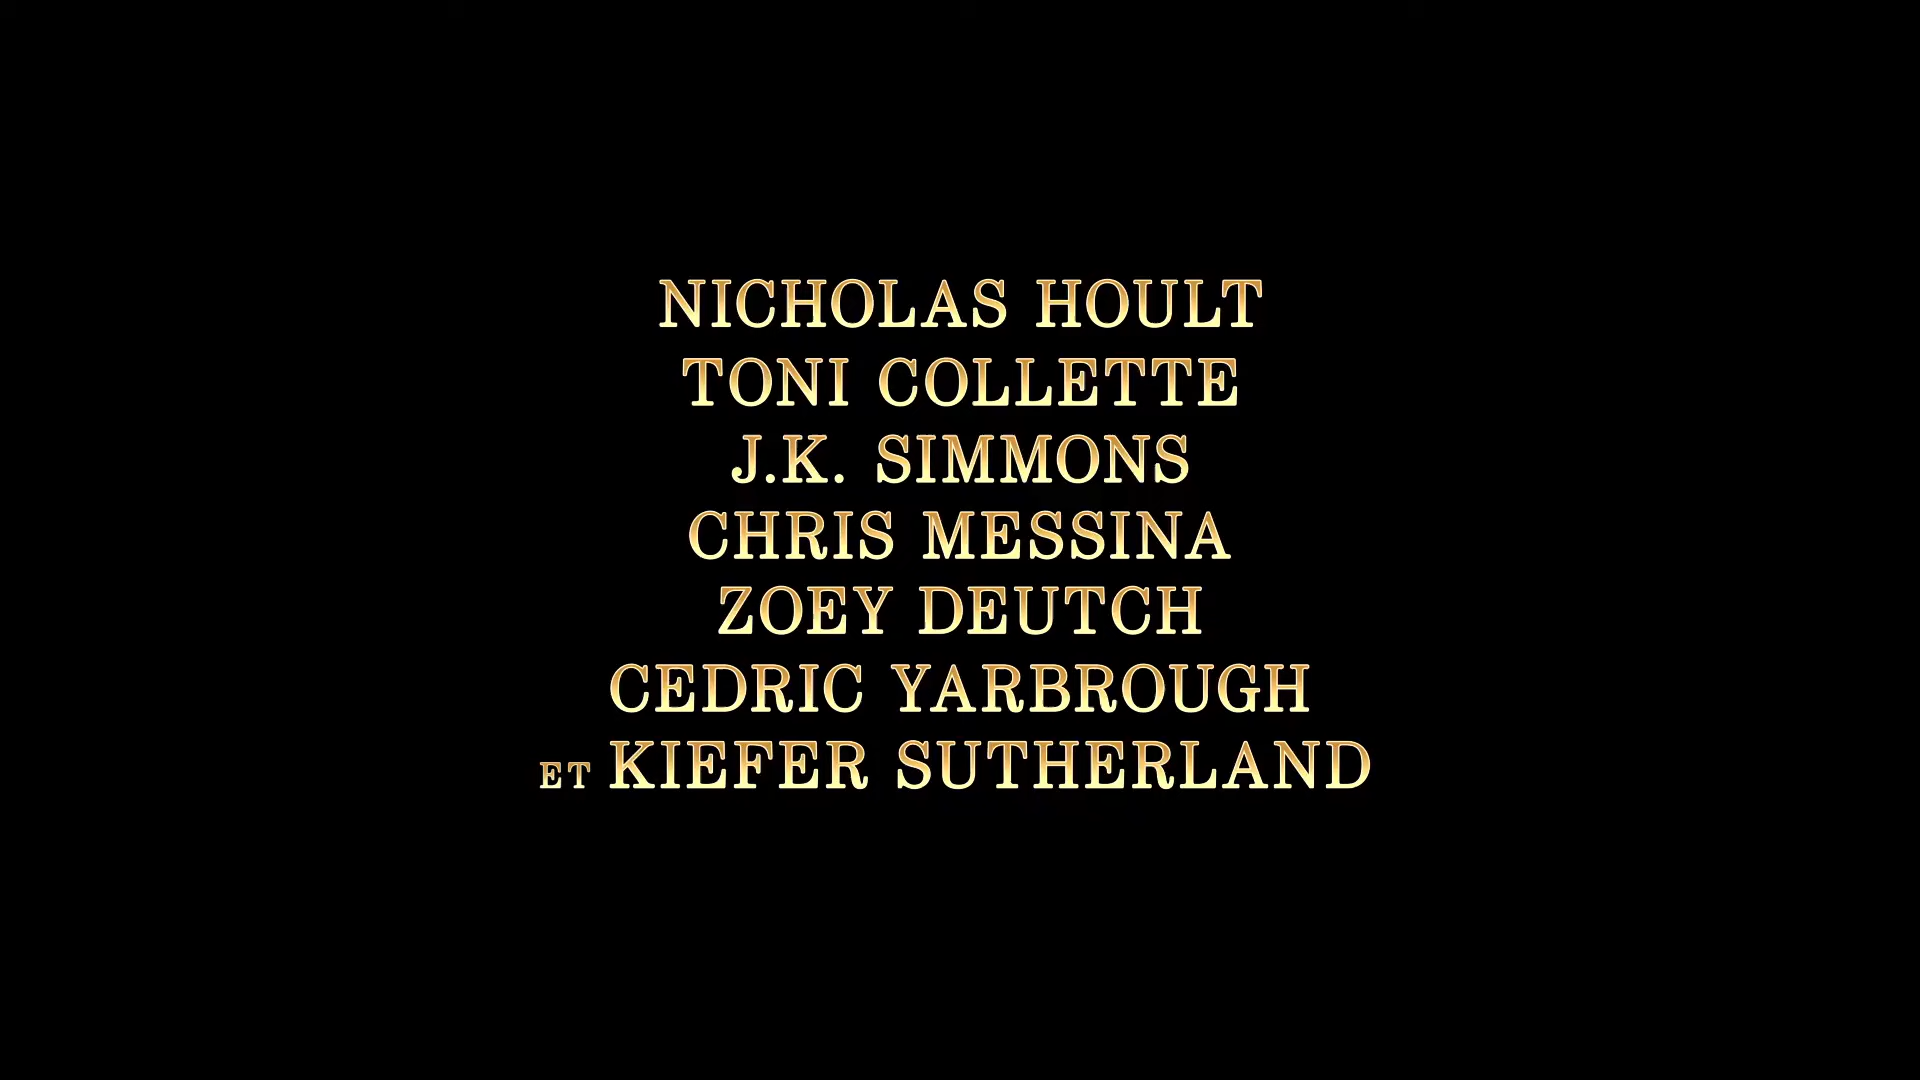 NICHOLAS HOULT
TONI COLLETTE
J.K. SIMMONS
CHRIS MESSINA
ZOEY DEUTCH
CEDRIC YARBROUGH
ET KIEFER SUTHERLAND